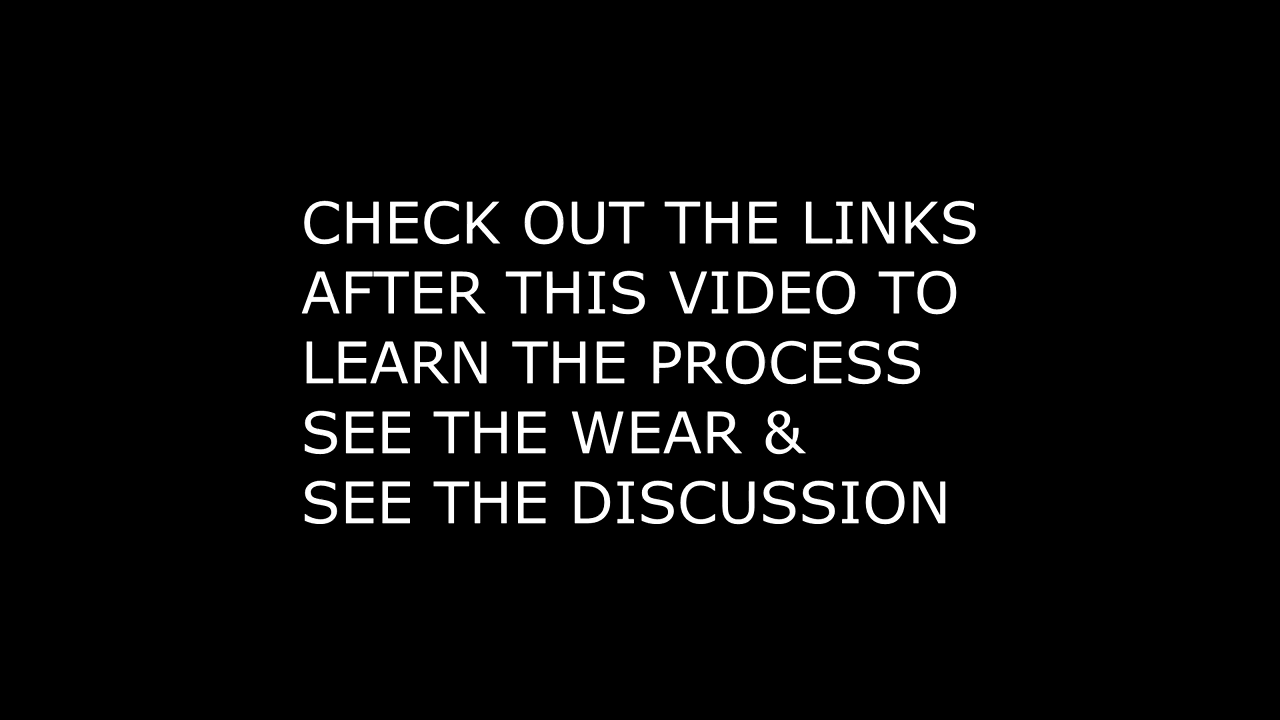 CHECK OUT THE LINKS
AFTER THIS VIDEO TO
LEARN THE PROCESS
SEE THE WEAR &
SEE THE DISCUSSION